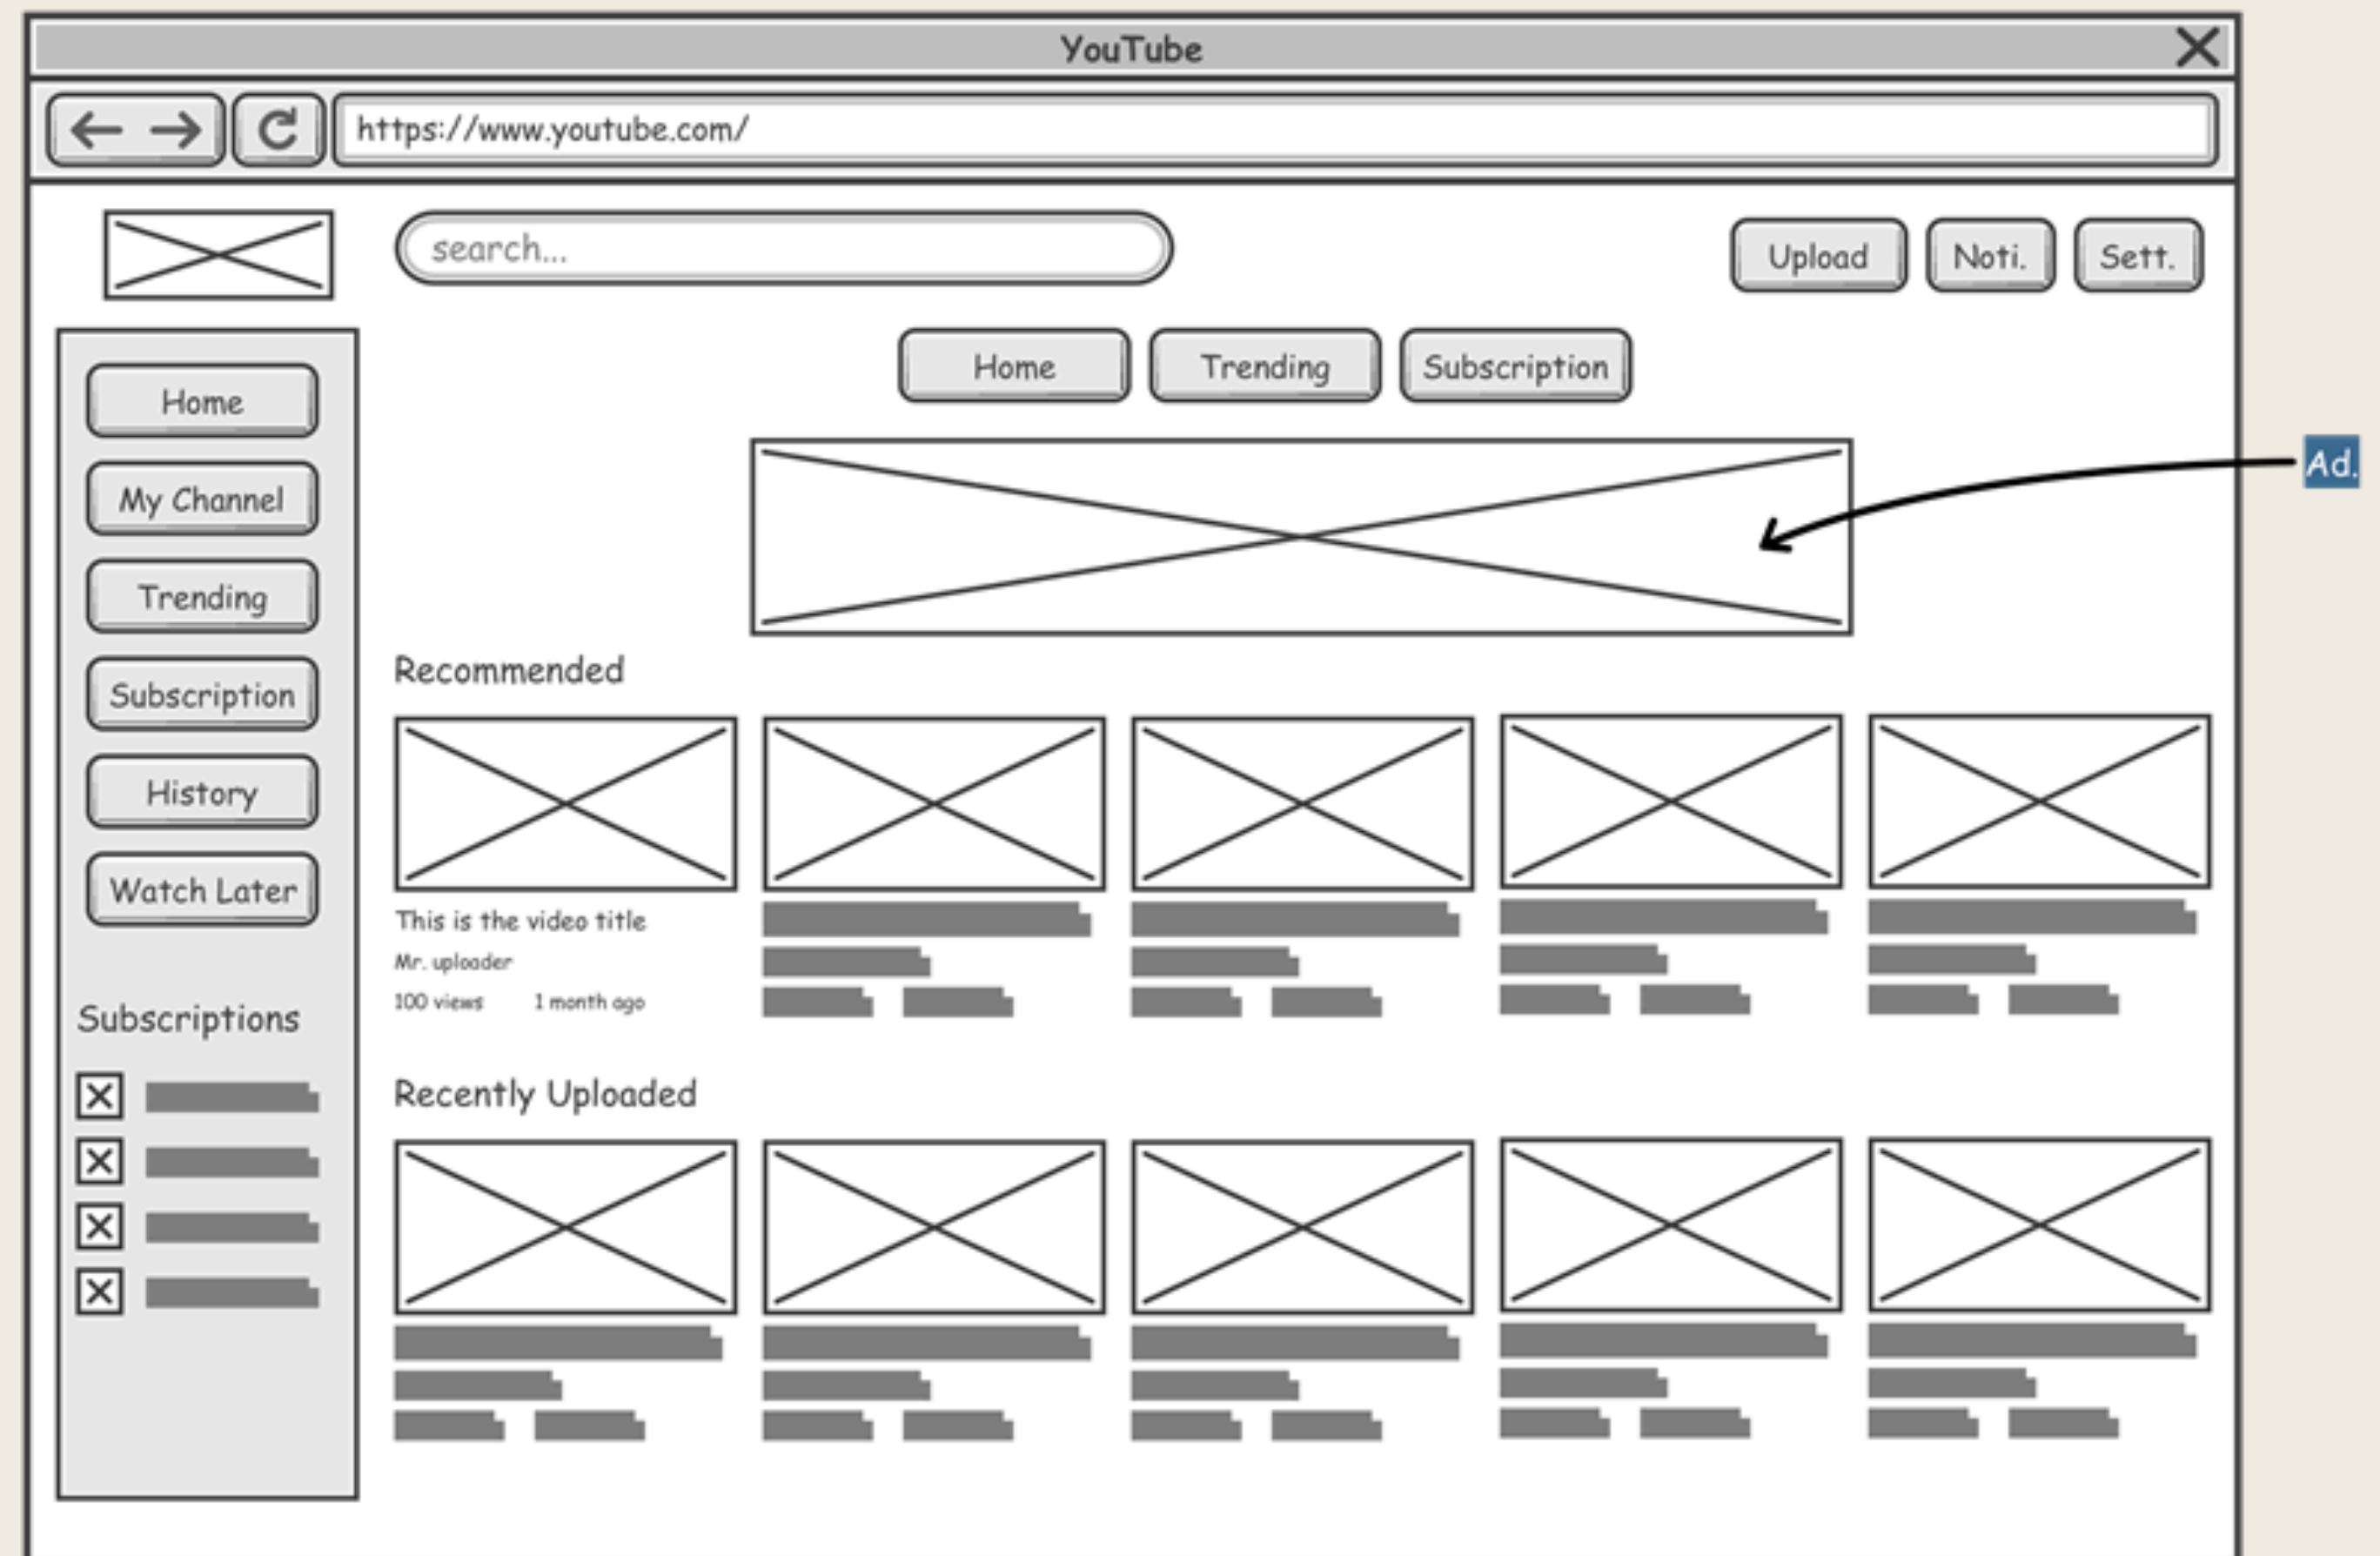 YouTube
https://www.youtube.com/
search...
Upload Noti. Sett.
Home Trending Subscription
Ad.
Home
My Channel
Trending
Subscription
History
Watch Later
Subscriptions
Recommended
This is the video title
Mr. uploader
100 views 1 month ago
Recently Uploaded